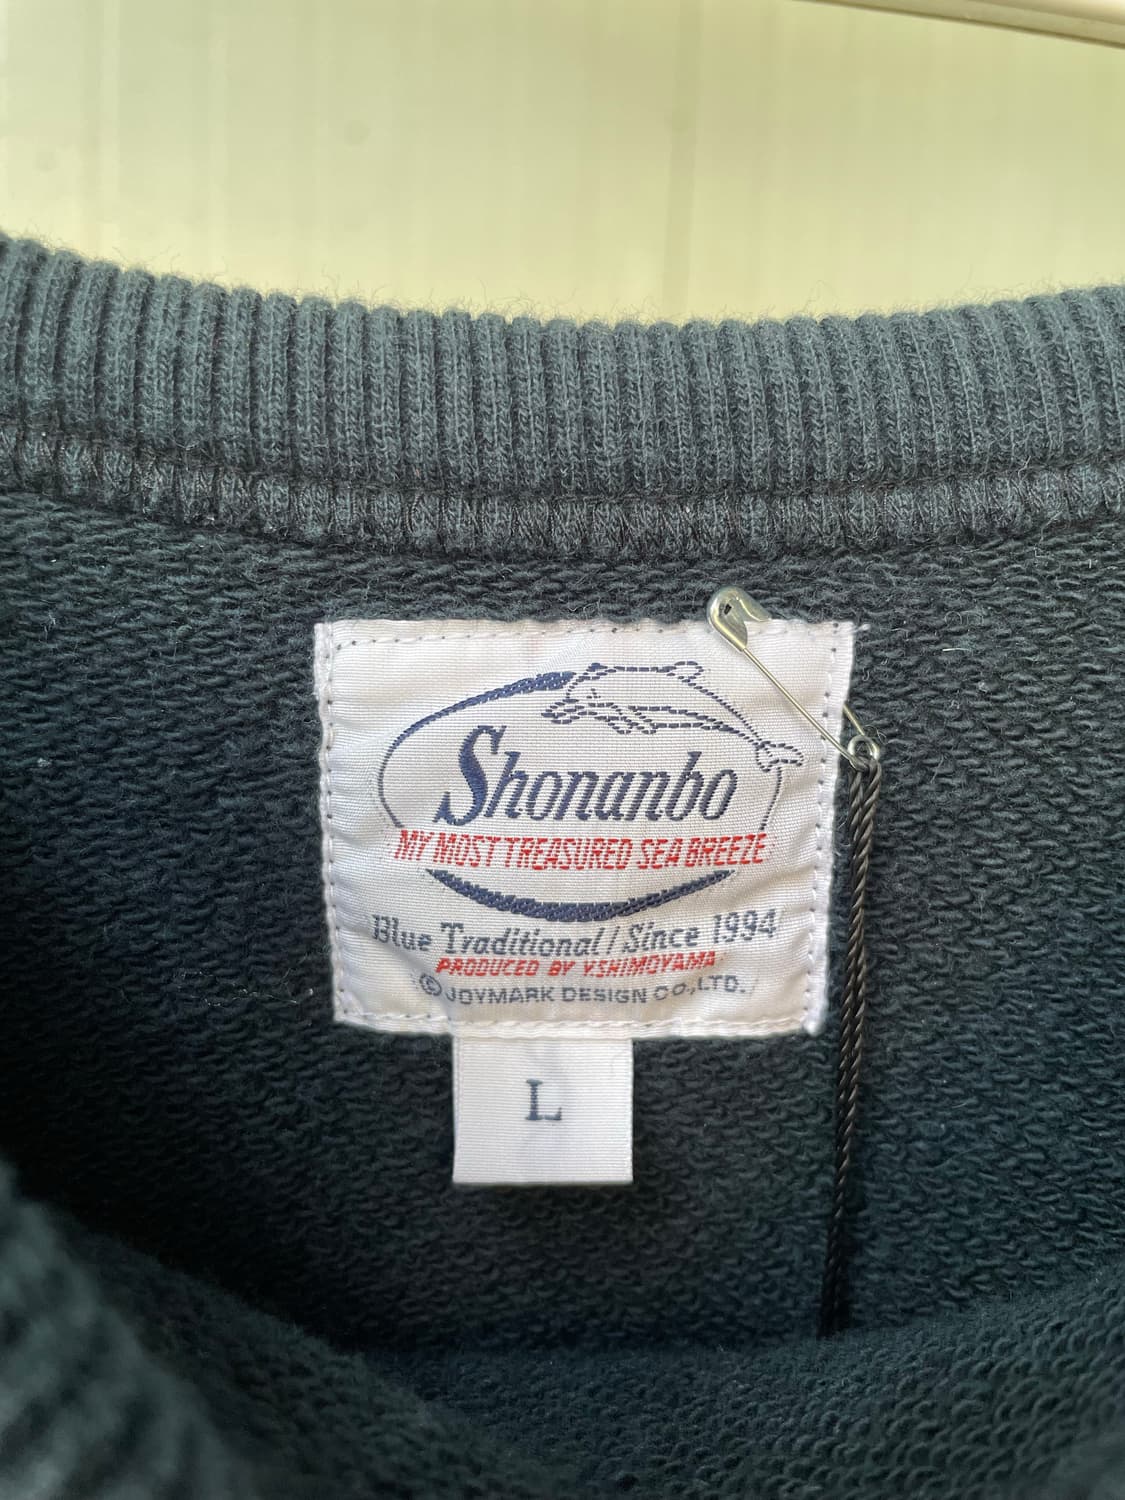 Shonanbo
MY MOST TREASURED SEA BREEZE
Blue Traditional / Since 1994
PRODUCED BY Y.SHIMOYAMA
© JOYMARK DESIGN CO.,LTD.
L